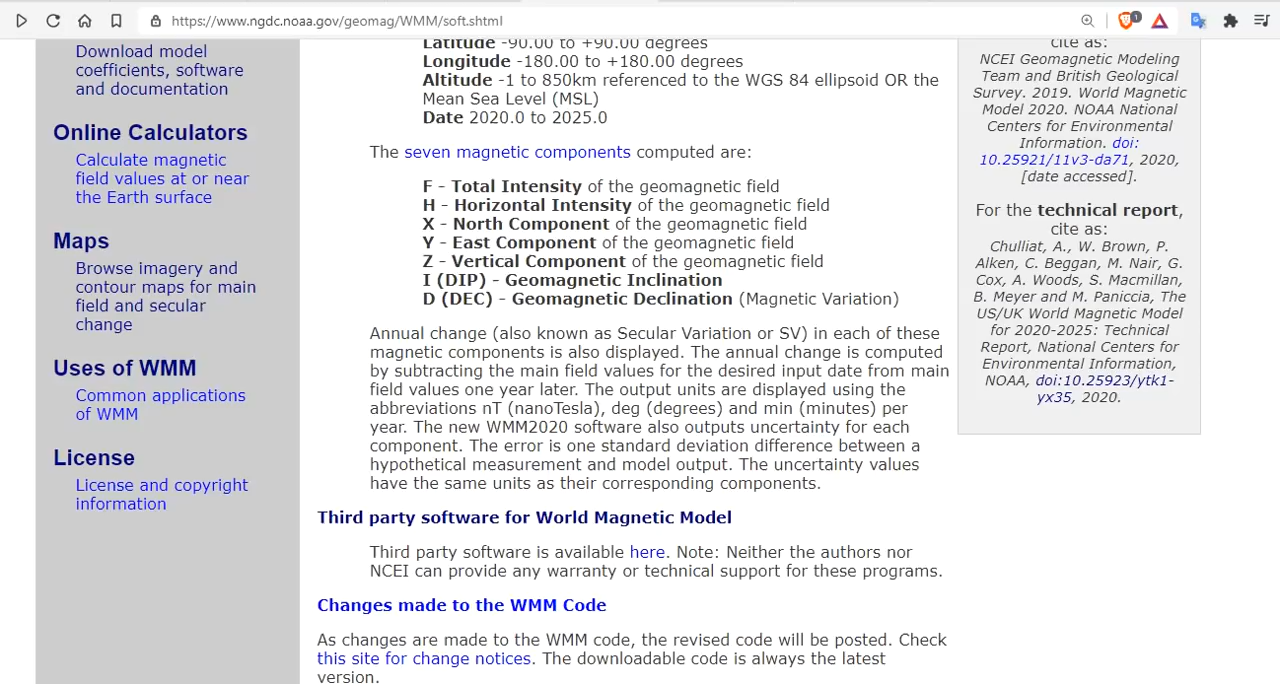 https://www.ngdc.noaa.gov/geomag/WMM/soft.shtml
1
Download model
coefficients, software
and documentation
Online Calculators
Calculate magnetic
field values at or near
the Earth surface
Maps
Browse imagery and
contour maps for main
field and secular
change
Uses of WMM
Common applications
of WMM
License
License and copyright
information
Latitude -90.00 to +90.00 degrees
Longitude -180.00 to +180.00 degrees
Altitude -1 to 850km referenced to the WGS 84 ellipsoid OR the
Mean Sea Level (MSL)
Date 2020.0 to 2025.0
The seven magnetic components computed are:
F - Total Intensity of the geomagnetic field
H - Horizontal Intensity of the geomagnetic field
X - North Component of the geomagnetic field
Y - East Component of the geomagnetic field
Z - Vertical Component of the geomagnetic field
I (DIP) - Geomagnetic Inclination
D (DEC) - Geomagnetic Declination (Magnetic Variation)
Annual change (also known as Secular Variation or SV) in each of these
magnetic components is also displayed. The annual change is computed
by subtracting the main field values for the desired input date from main
field values one year later. The output units are displayed using the
abbreviations nT (nanoTesla), deg (degrees) and min (minutes) per
year. The new WMM2020 software also outputs uncertainty for each
component. The error is one standard deviation difference between a
hypothetical measurement and model output. The uncertainty values
have the same units as their corresponding components.
Third party software for World Magnetic Model
Third party software is available here. Note: Neither the authors nor
NCEI can provide any warranty or technical support for these programs.
Changes made to the WMM Code
As changes are made to the WMM code, the revised code will be posted. Check
this site for change notices. The downloadable code is always the latest
version.
cite as:
NCEI Geomagnetic Modeling
Team and British Geological
Survey. 2019. World Magnetic
Model 2020. NOAA National
Centers for Environmental
Information. doi:
10.25921/11v3-da71, 2020,
[date accessed].
For the technical report,
cite as:
Chulliat, A., W. Brown, P.
Alken, C. Beggan, M. Nair, G.
Cox, A. Woods, S. Macmillan,
B. Meyer and M. Paniccia, The
US/UK World Magnetic Model
for 2020-2025: Technical
Report, National Centers for
Environmental Information,
NOAA, doi:10.25923/ytk1-
yx35, 2020.